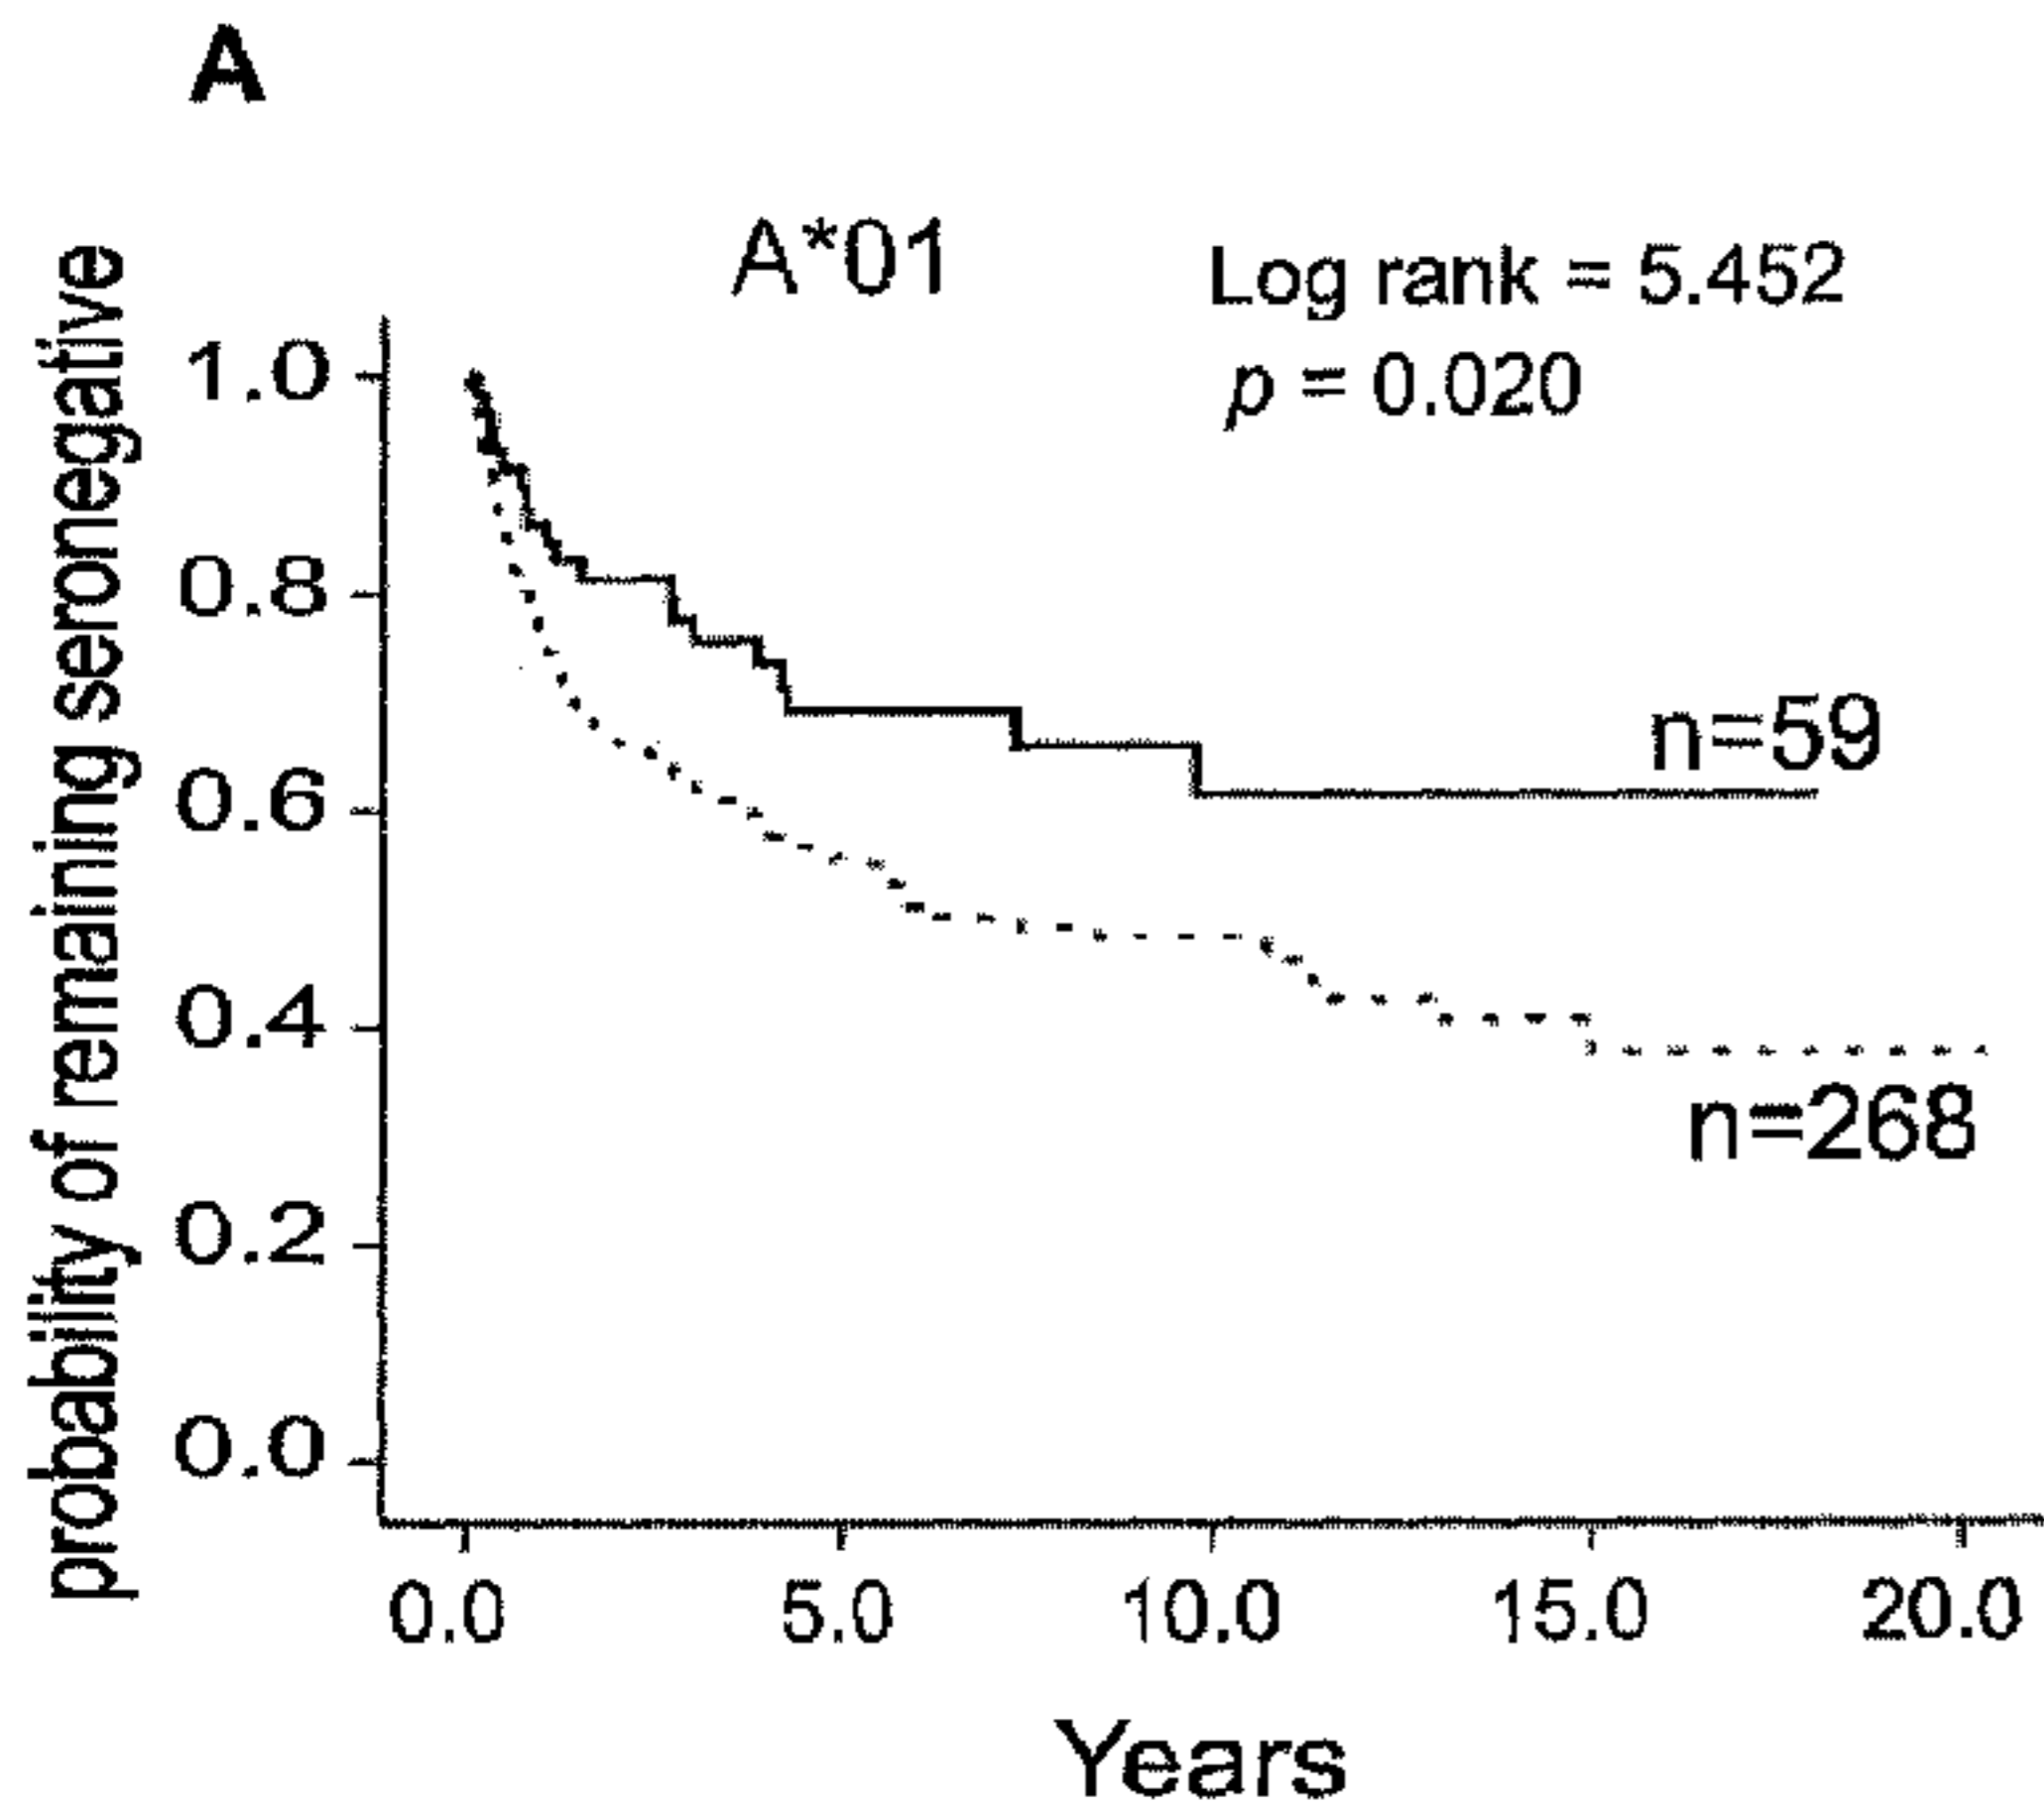 A
A*01
Log rank = 5.452
p = 0.020
probability of remaining seronegative
1.0
0.8
0.6
0.4
0.2
0.0
n=59
n=268
0.0 5.0 10.0 15.0 20.0
Years